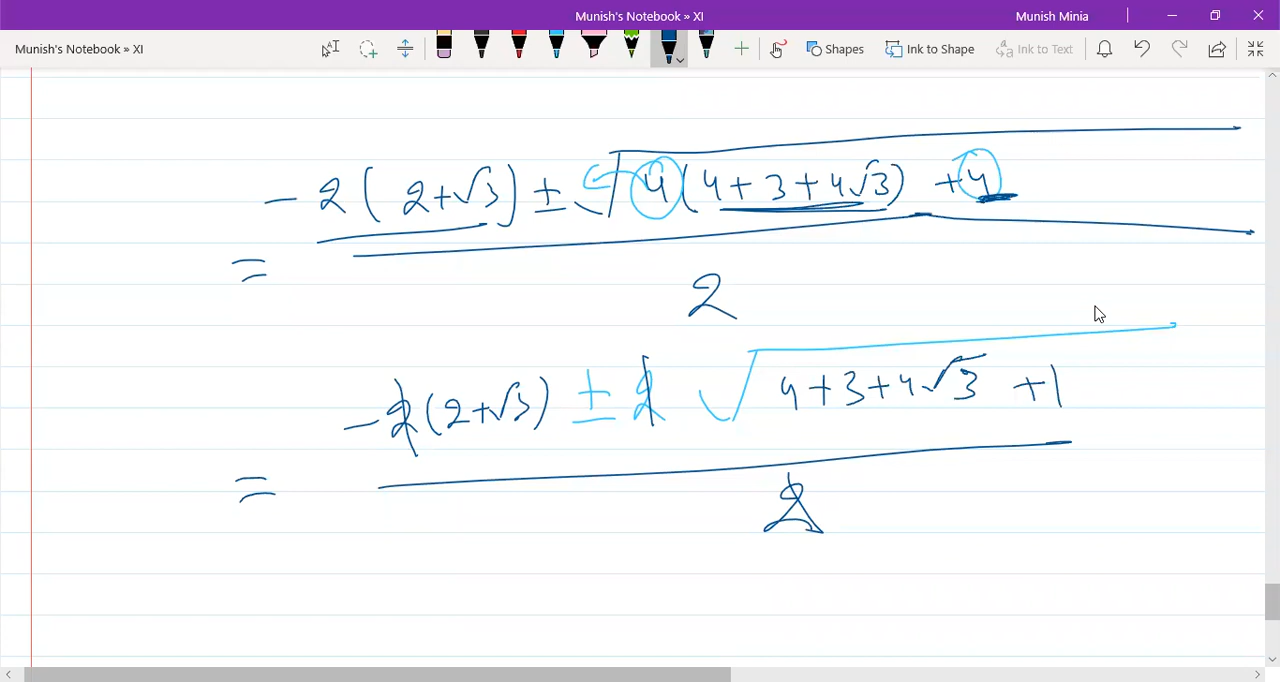 Munish's Notebook » XI
Munish Minia
Munish's Notebook » XI
Shapes
Ink to Shape
Ink to Text
- 2 ( 2+√3 ) ± √4 ( 4 + 3 + 4√3 ) + 4
=
2
- 2 ( 2+√3 ) ± 2 √4+3+4√3 +1
=
2